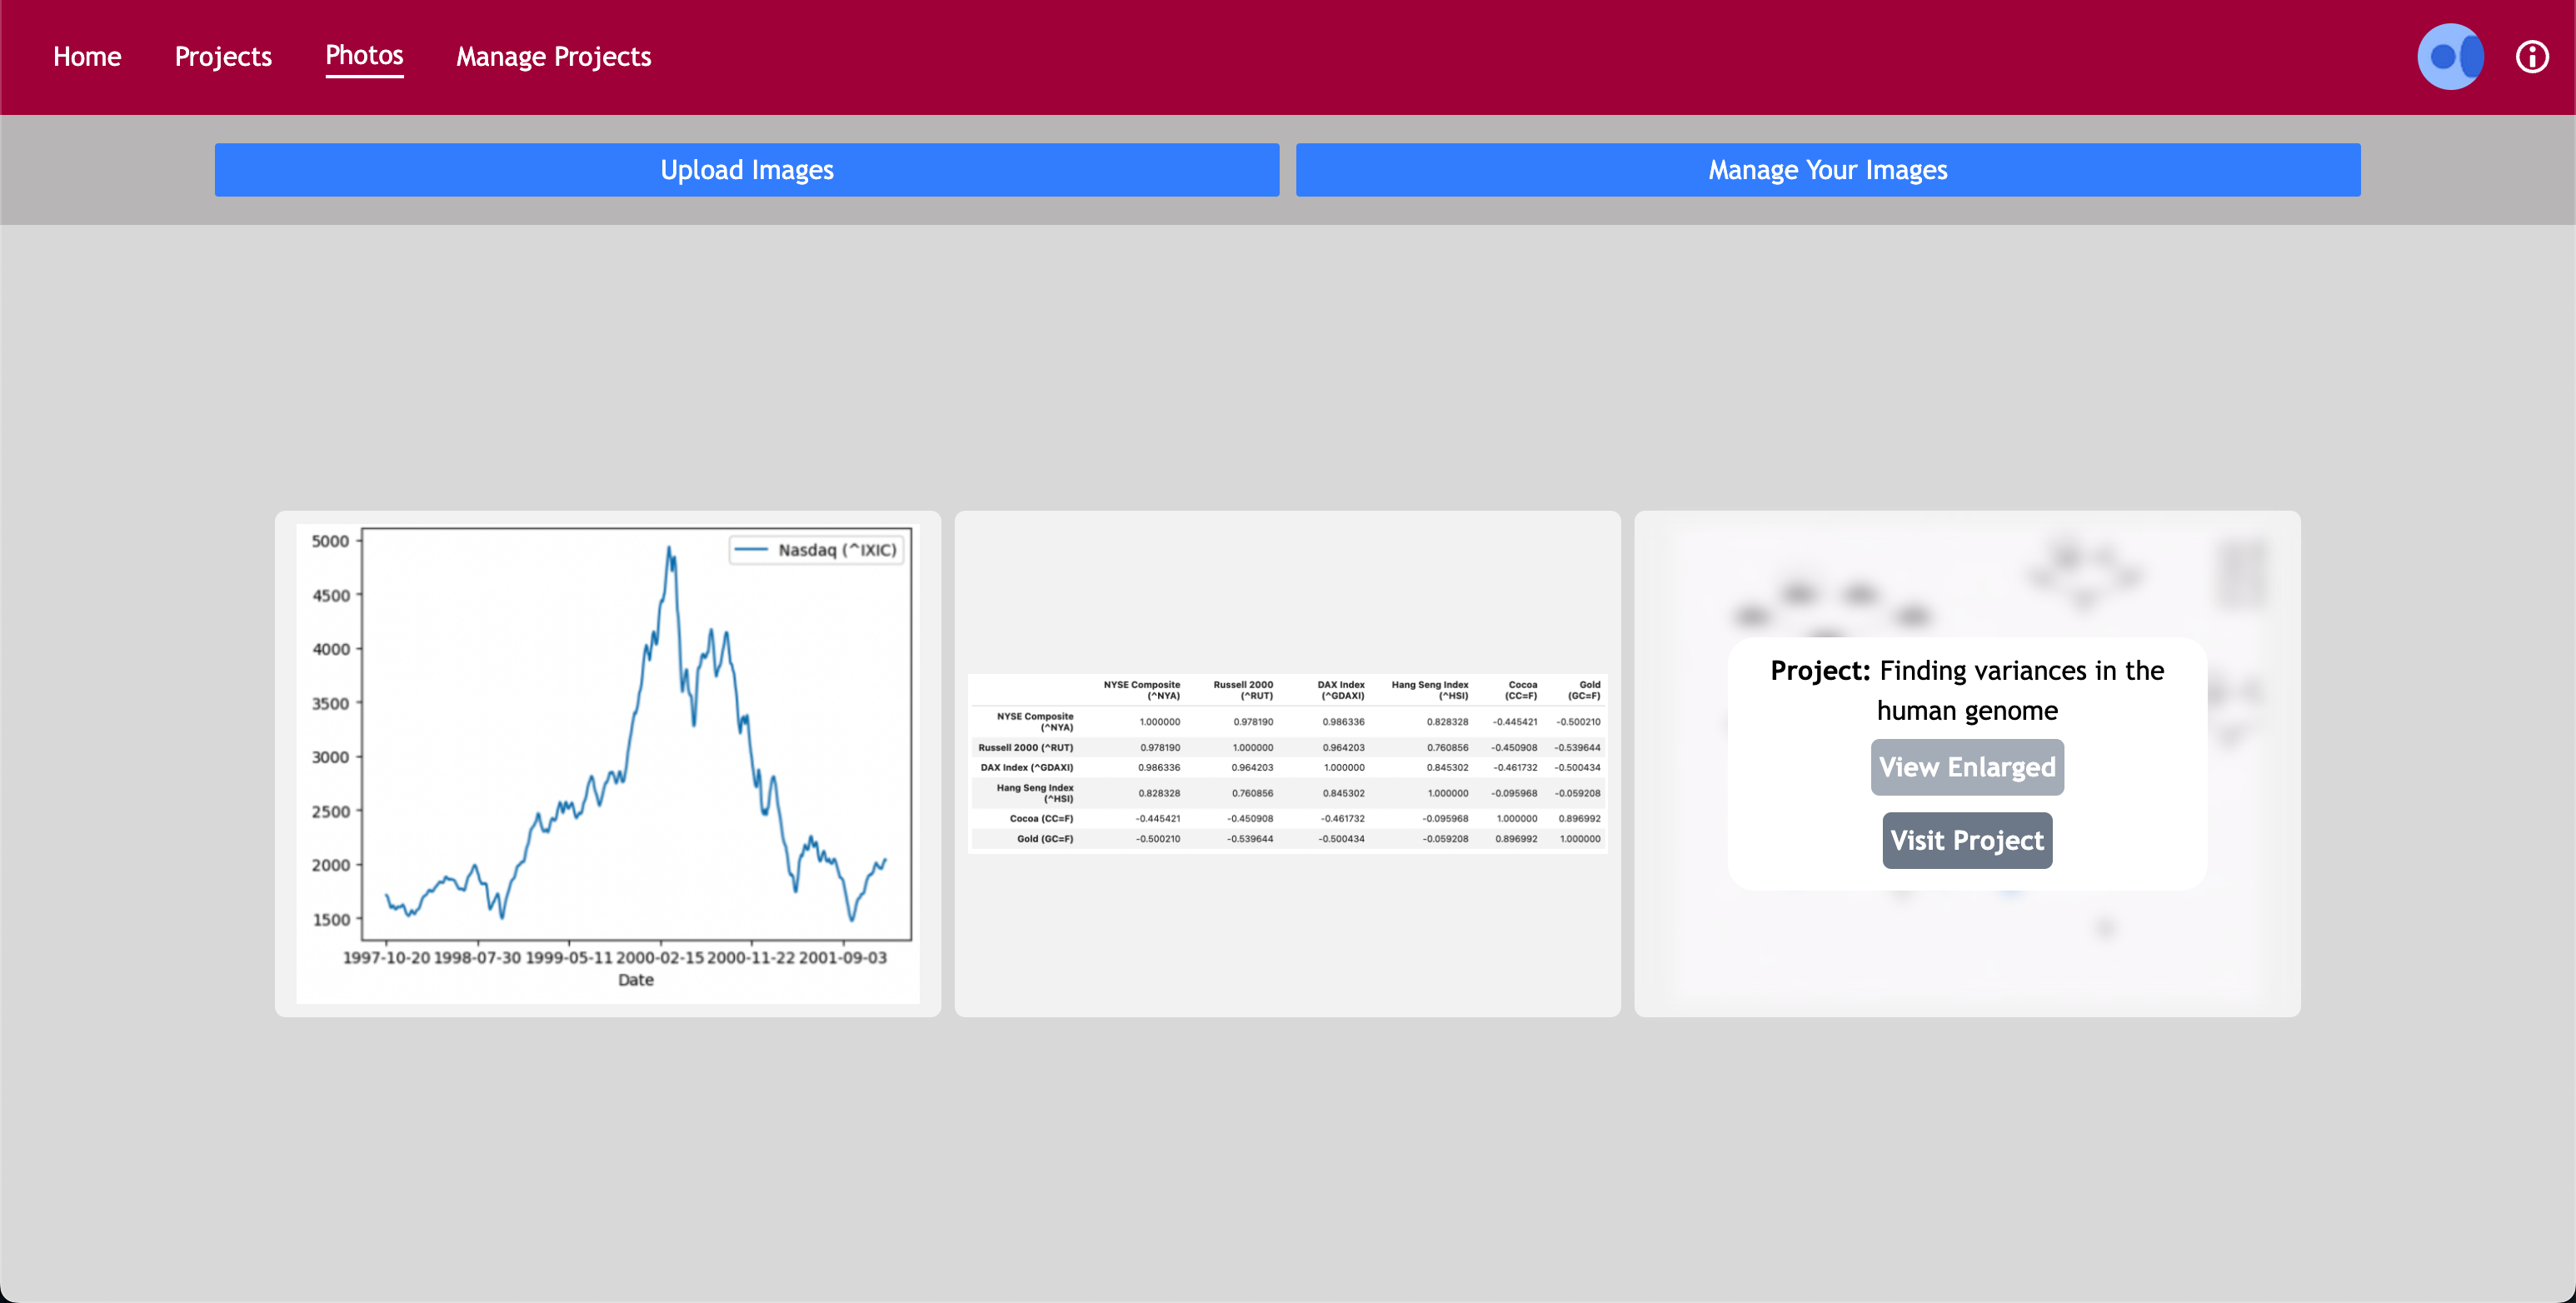 Home Projects Photos Manage Projects
Upload Images Manage Your Images
5000
4500
4000
3500
3000
2500
2000
1500
Nasdaq (^IXIC)
1997-10-20 1998-07-30 1999-05-11 2000-02-15 2000-11-22 2001-09-03
Date
NYSE Composite (^NYA) Russell 2000 (^RUT) DAX Index (^GDAXI) Hang Seng Index (^HSI) Cocoa (CC=F) Gold (GC=F)
NYSE Composite (^NYA) 1.000000 0.978190 0.986336 0.828328 -0.445421 -0.500210
Russell 2000 (^RUT) 0.978190 1.000000 0.964203 0.760856 -0.450908 -0.539644
DAX Index (^GDAXI) 0.986336 0.964203 1.000000 0.845302 -0.461732 -0.500434
Hang Seng Index (^HSI) 0.828328 0.760856 0.845302 1.000000 -0.095968 -0.059208
Cocoa (CC=F) -0.445421 -0.450908 -0.461732 -0.095968 1.000000 0.896992
Gold (GC=F) -0.500210 -0.539644 -0.500434 -0.059208 0.896992 1.000000
Project: Finding variances in the
human genome
View Enlarged
Visit Project